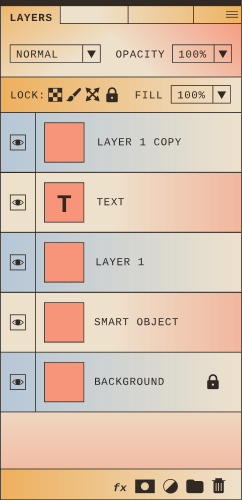 LAYERS
NORMAL OPACITY 100%
LOCK: FILL 100%
LAYER 1 COPY
T TEXT
LAYER 1
SMART OBJECT
BACKGROUND
fx